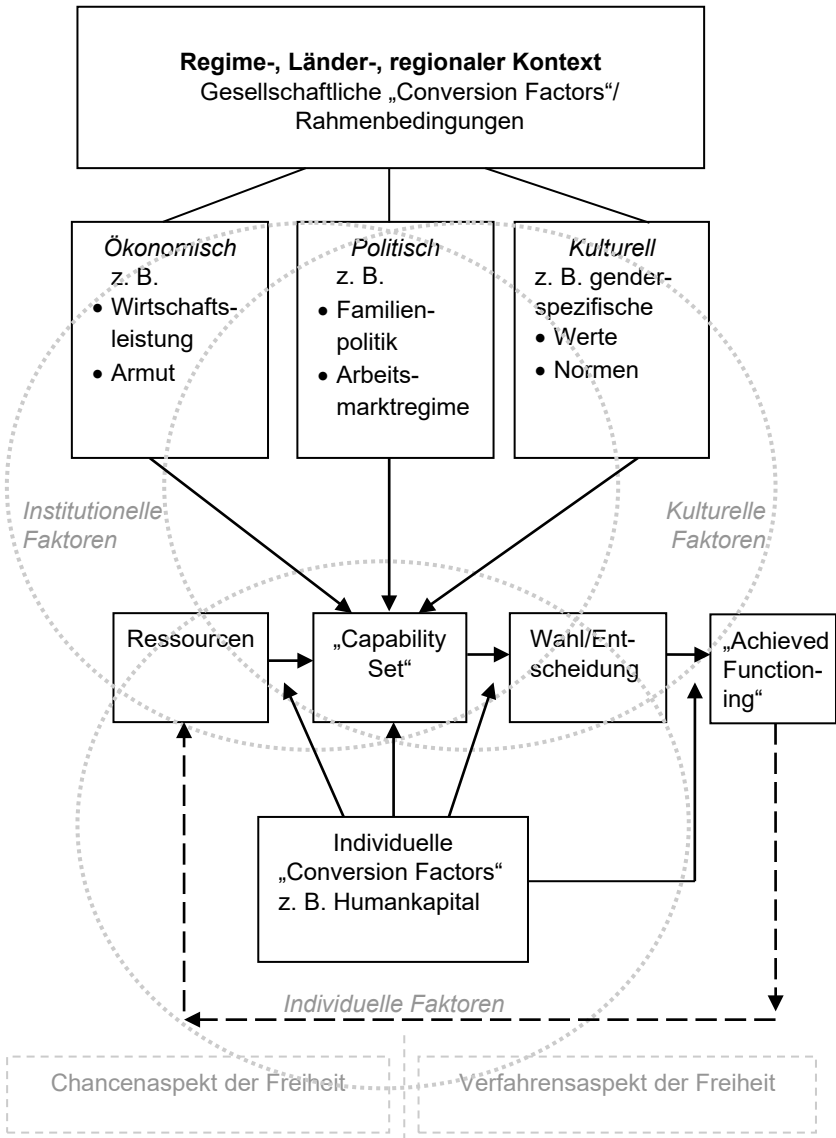 Regime-, Länder-, regionaler Kontext
Gesellschaftliche „Conversion Factors“/
Rahmenbedingungen
Ökonomisch
z. B.
• Wirtschafts-
leistung
• Armut
Politisch
z. B.
• Familien-
politik
• Arbeits-
marktregime
Kulturell
z. B. gender-
spezifische
• Werte
• Normen
Institutionelle
Faktoren
Kulturelle
Faktoren
Ressourcen
„Capability
Set“
Wahl/Ent-
scheidung
„Achieved
Function-
ing“
Individuelle
„Conversion Factors“
z. B. Humankapital
Individuelle Faktoren
Chancenaspekt der Freiheit
Verfahrensaspekt der Freiheit